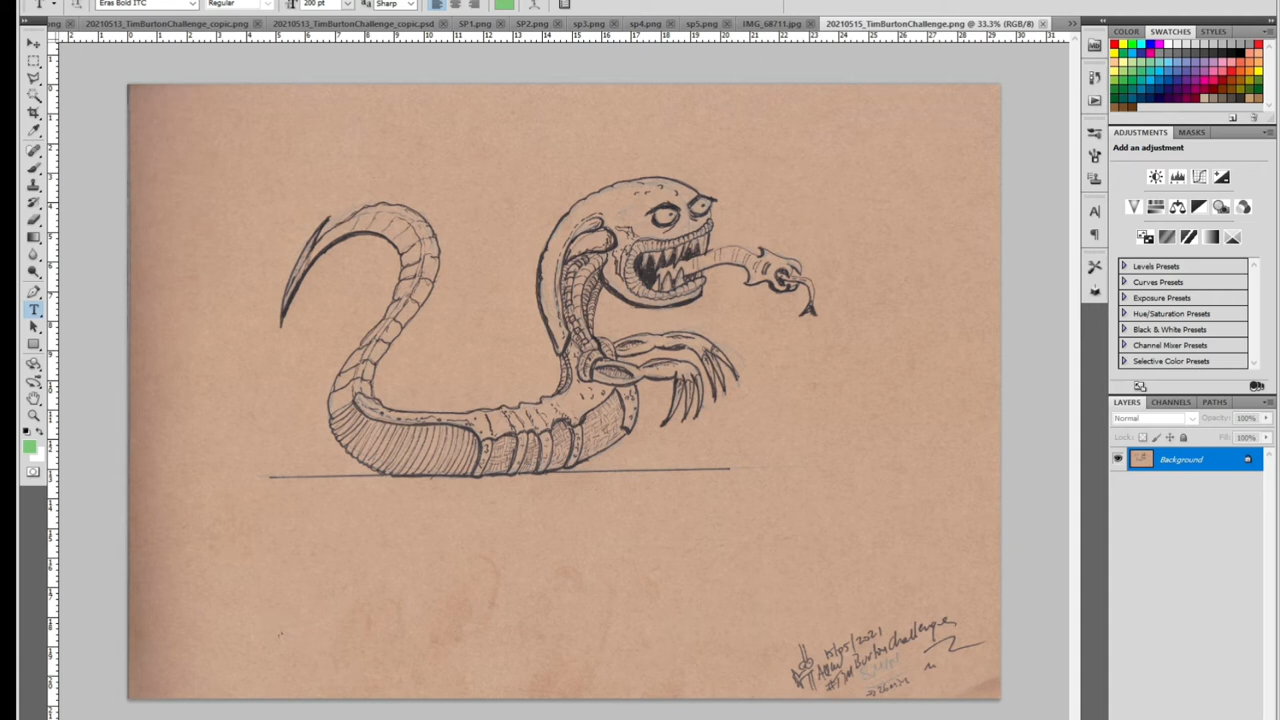 Eras Bold ITC Regular 200 pt Sharp
20210513_TimBurtonChallenge_copic.png 20210513_TimBurtonChallenge_copic.psd SP1.png SP2.png sp3.png sp4.png sp5.png IMG_68711.jpg 20210515_TimBurtonChallenge.png @ 33.3% (RGB/8)
COLOR SWATCHES STYLES
ADJUSTMENTS MASKS
Add an adjustment
Levels Presets
Curves Presets
Exposure Presets
Hue/Saturation Presets
Black & White Presets
Channel Mixer Presets
Selective Color Presets
LAYERS CHANNELS PATHS
Normal Opacity: 100%
Lock: Fill: 100%
Background
15/05/2021
#Tim Burton Challenge